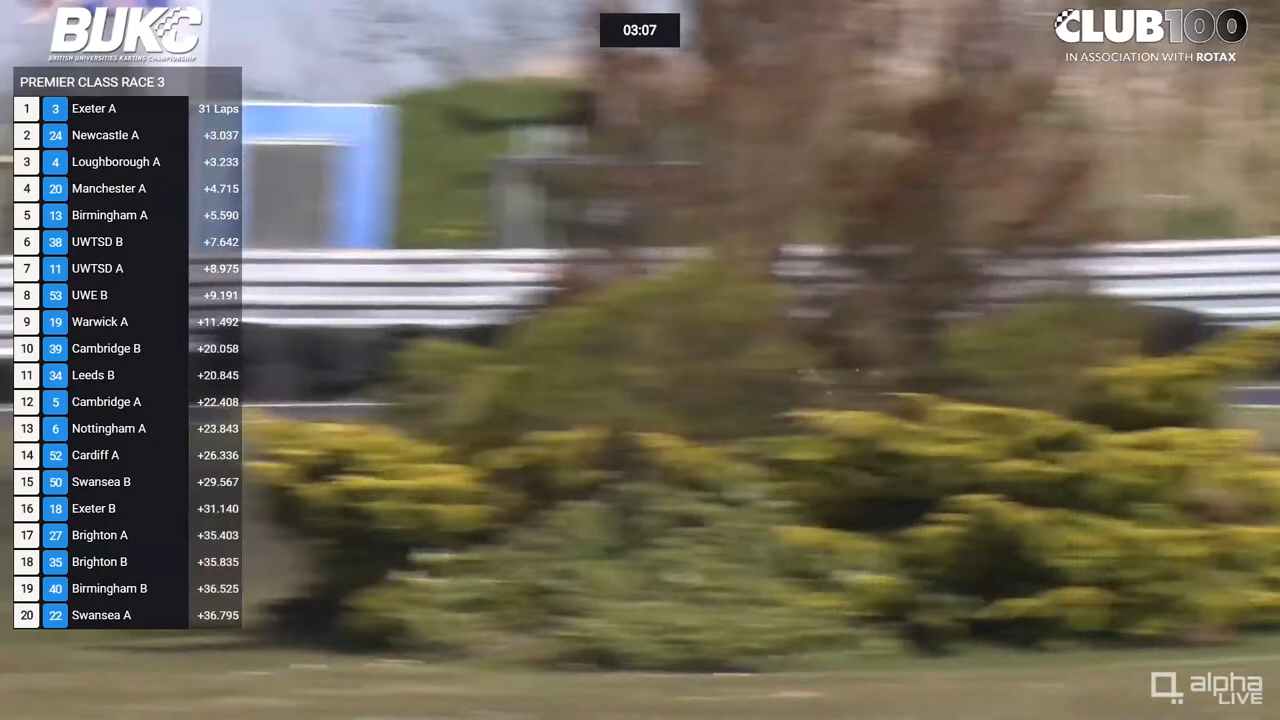 BUKC
BRITISH UNIVERSITIES KARTING CHAMPIONSHIP
03:07
CLUB100
IN ASSOCIATION WITH ROTAX
PREMIER CLASS RACE 3
1 3 Exeter A 31 Laps
2 24 Newcastle A +3.037
3 4 Loughborough A +3.233
4 20 Manchester A +4.715
5 13 Birmingham A +5.590
6 38 UWTSD B +7.642
7 11 UWTSD A +8.975
8 53 UWE B +9.191
9 19 Warwick A +11.492
10 39 Cambridge B +20.058
11 34 Leeds B +20.845
12 5 Cambridge A +22.408
13 6 Nottingham A +23.843
14 52 Cardiff A +26.336
15 50 Swansea B +29.567
16 18 Exeter B +31.140
17 27 Brighton A +35.403
18 35 Brighton B +35.835
19 40 Birmingham B +36.525
20 22 Swansea A +36.795
alpha
LIVE